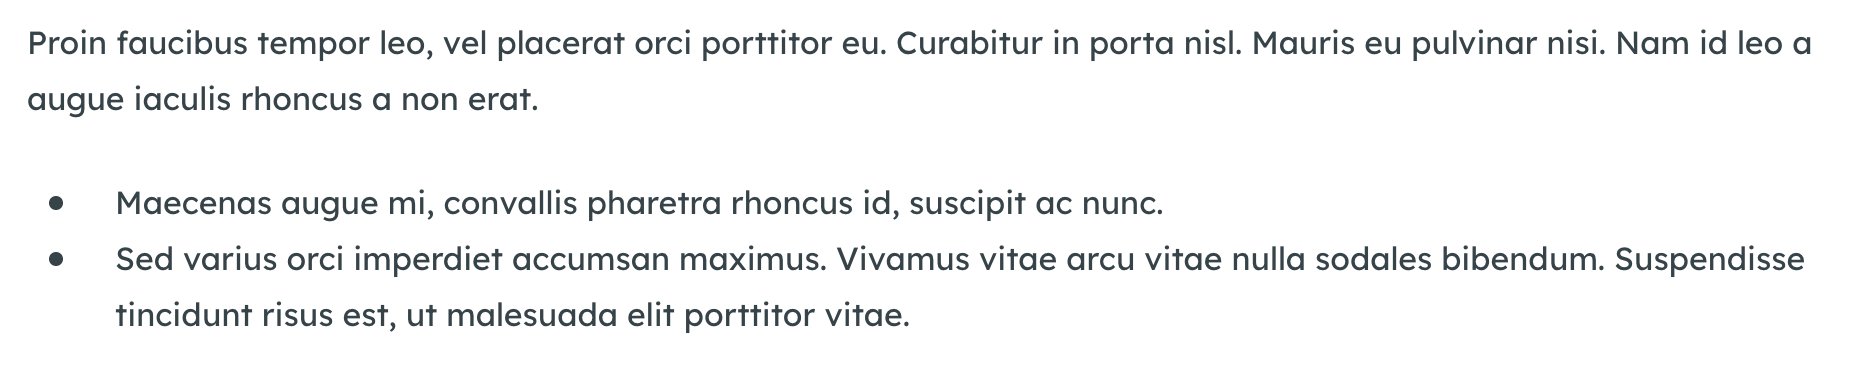 Proin faucibus tempor leo, vel placerat orci porttitor eu. Curabitur in porta nisl. Mauris eu pulvinar nisi. Nam id leo a
augue iaculis rhoncus a non erat.
• Maecenas augue mi, convallis pharetra rhoncus id, suscipit ac nunc.
• Sed varius orci imperdiet accumsan maximus. Vivamus vitae arcu vitae nulla sodales bibendum. Suspendisse
tincidunt risus est, ut malesuada elit porttitor vitae.